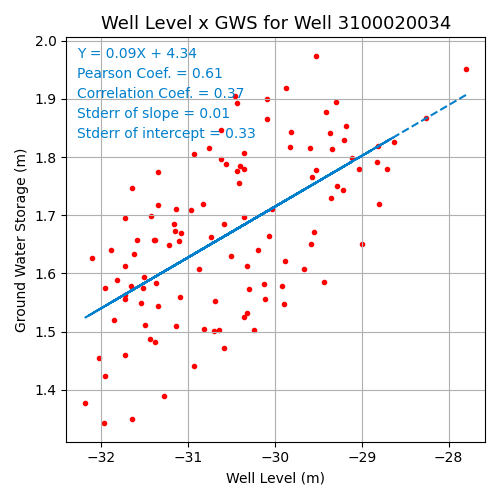 Well Level x GWS for Well 3100020034
Y = 0.09X + 4.34
Pearson Coef. = 0.61
Correlation Coef. = 0.37
Stderr of slope = 0.01
Stderr of intercept = 0.33
Ground Water Storage (m)
2.0
1.9
1.8
1.7
1.6
1.5
1.4
−32
−31
−30
−29
−28
Well Level (m)